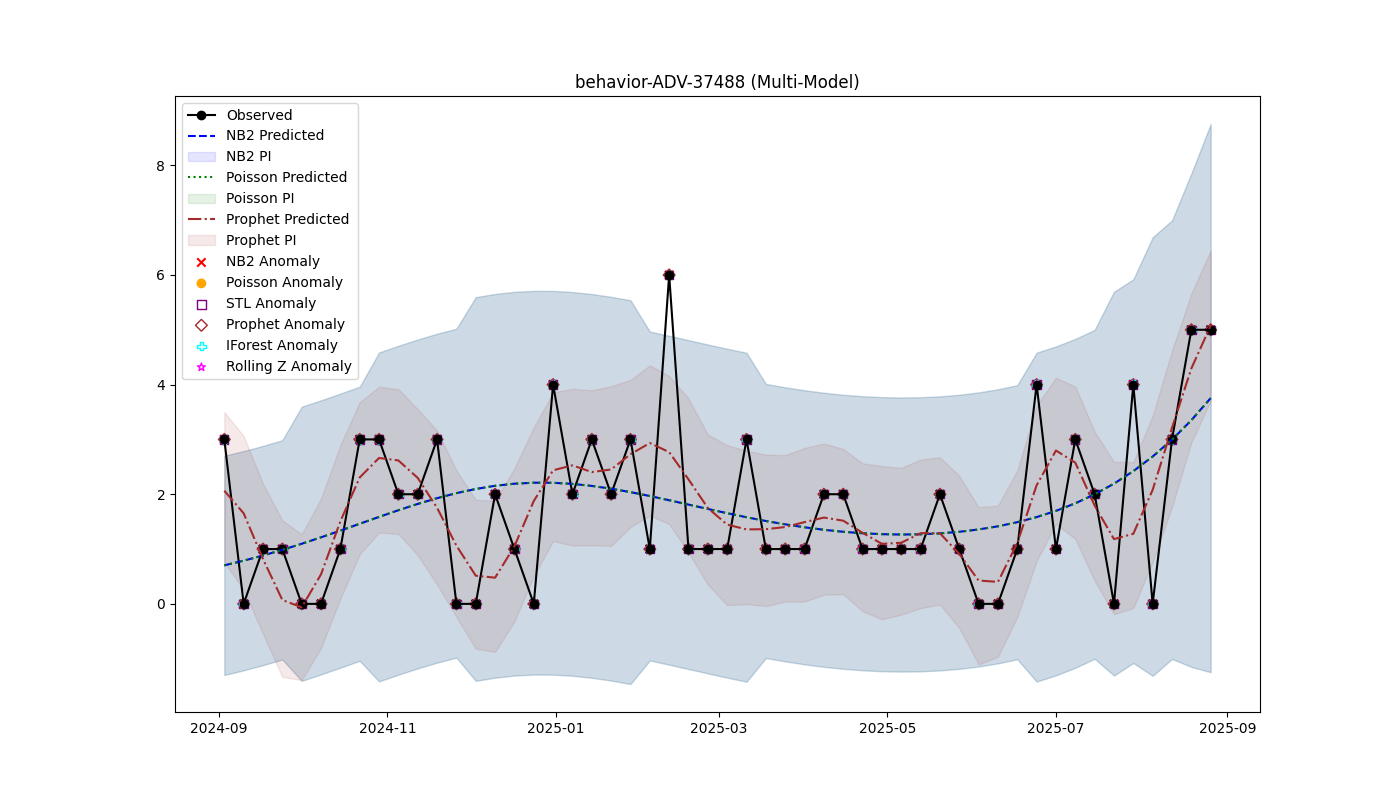 behavior-ADV-37488 (Multi-Model)
Observed
NB2 Predicted
NB2 PI
Poisson Predicted
Poisson PI
Prophet Predicted
Prophet PI
NB2 Anomaly
Poisson Anomaly
STL Anomaly
Prophet Anomaly
IForest Anomaly
Rolling Z Anomaly
8
6
4
2
0
2024-09 2024-11 2025-01 2025-03 2025-05 2025-07 2025-09